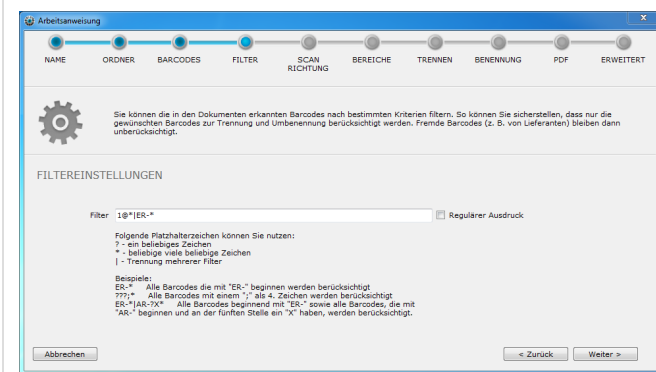 Arbeitsanweisung
X
NAME ORDNER BARCODES FILTER SCAN RICHTUNG BEREICHE TRENNEN BENENNUNG PDF ERWEITERT
Sie können die in den Dokumenten erkannten Barcodes nach bestimmten Kriterien filtern. So können Sie sicherstellen, dass nur die
gewünschten Barcodes zur Trennung und Umbenennung berücksichtigt werden. Fremde Barcodes (z. B. von Lieferanten) bleiben dann
unberücksichtigt.
FILTEREINSTELLUNGEN
Filter 1@*|ER-* Regulärer Ausdruck
Folgende Platzhalterzeichen können Sie nutzen:
? - ein beliebiges Zeichen
* - beliebige viele beliebige Zeichen
| - Trennung mehrerer Filter
Beispiele:
ER-* Alle Barcodes die mit "ER-" beginnen werden berücksichtigt
???;* Alle Barcodes mit einem ";" als 4. Zeichen werden berücksichtigt
ER-*|AR-?X* Alle Barcodes beginnend mit "ER-" sowie alle Barcodes, die mit
"AR-" beginnen und an der fünften Stelle ein "X" haben, werden berücksichtigt.
Abbrechen < Zurück Weiter >